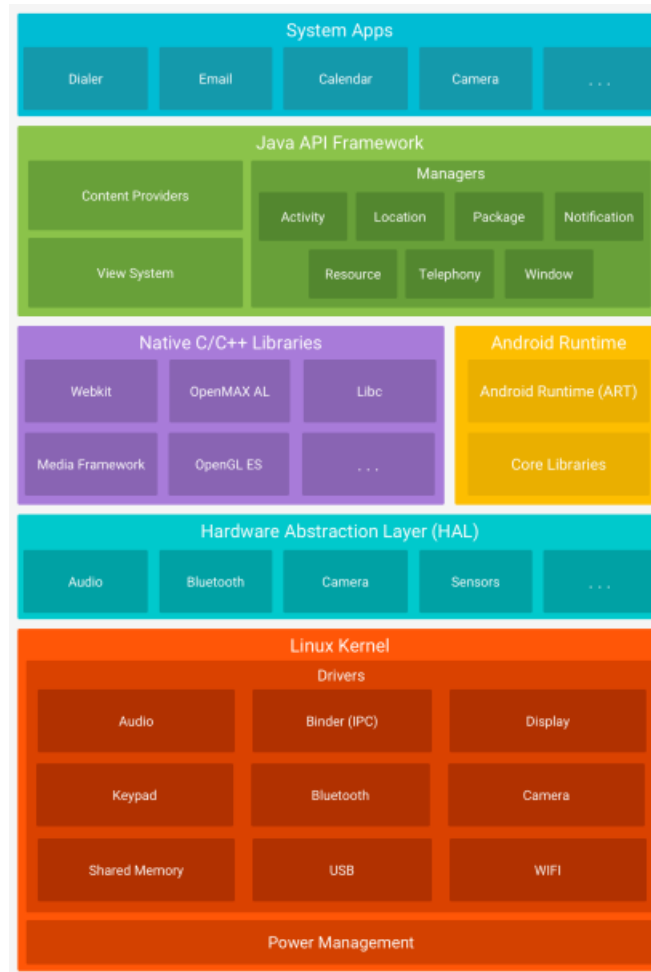 System Apps
Dialer
Email
Calendar
Camera
. . .
Java API Framework
Content Providers
View System
Managers
Activity
Location
Package
Notification
Resource
Telephony
Window
Native C/C++ Libraries
Webkit
OpenMAX AL
Libc
Media Framework
OpenGL ES
. . .
Android Runtime
Android Runtime (ART)
Core Libraries
Hardware Abstraction Layer (HAL)
Audio
Bluetooth
Camera
Sensors
. . .
Linux Kernel
Drivers
Audio
Binder (IPC)
Display
Keypad
Bluetooth
Camera
Shared Memory
USB
WIFI
Power Management